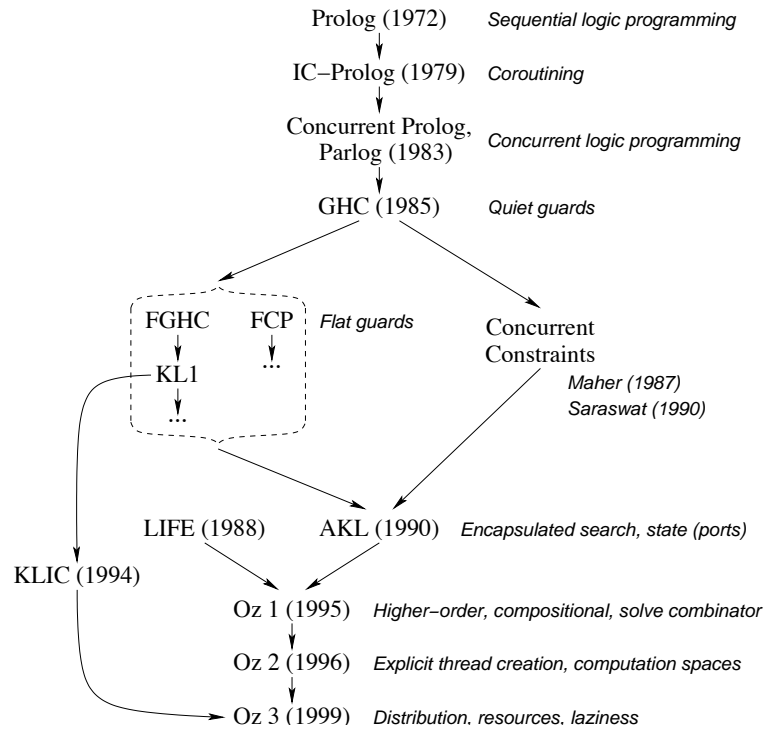 Prolog (1972) Sequential logic programming
IC−Prolog (1979) Coroutining
Concurrent Prolog,
Parlog (1983) Concurrent logic programming
GHC (1985) Quiet guards
FGHC FCP Flat guards
Concurrent
Constraints
...
KL1
Maher (1987)
Saraswat (1990)
...
LIFE (1988) AKL (1990) Encapsulated search, state (ports)
KLIC (1994)
Oz 1 (1995) Higher−order, compositional, solve combinator
Oz 2 (1996) Explicit thread creation, computation spaces
Oz 3 (1999) Distribution, resources, laziness